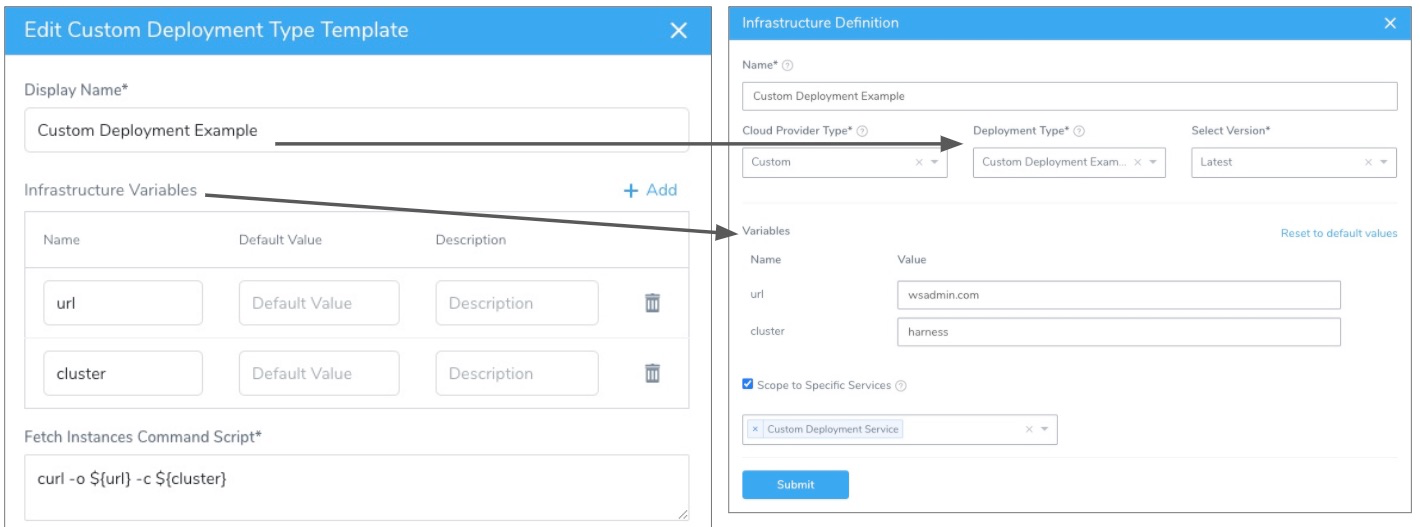 Edit Custom Deployment Type Template
Display Name*
Custom Deployment Example
Infrastructure Variables
+ Add
Name Default Value Description
url Default Value Description
cluster Default Value Description
Fetch Instances Command Script*
curl -o ${url} -c ${cluster}
Infrastructure Definition
Name*
Custom Deployment Example
Cloud Provider Type* Deployment Type* Select Version*
Custom Custom Deployment Exam... Latest
Variables Reset to default values
Name Value
url wsadmin.com
cluster harness
Scope to Specific Services
Custom Deployment Service
Submit